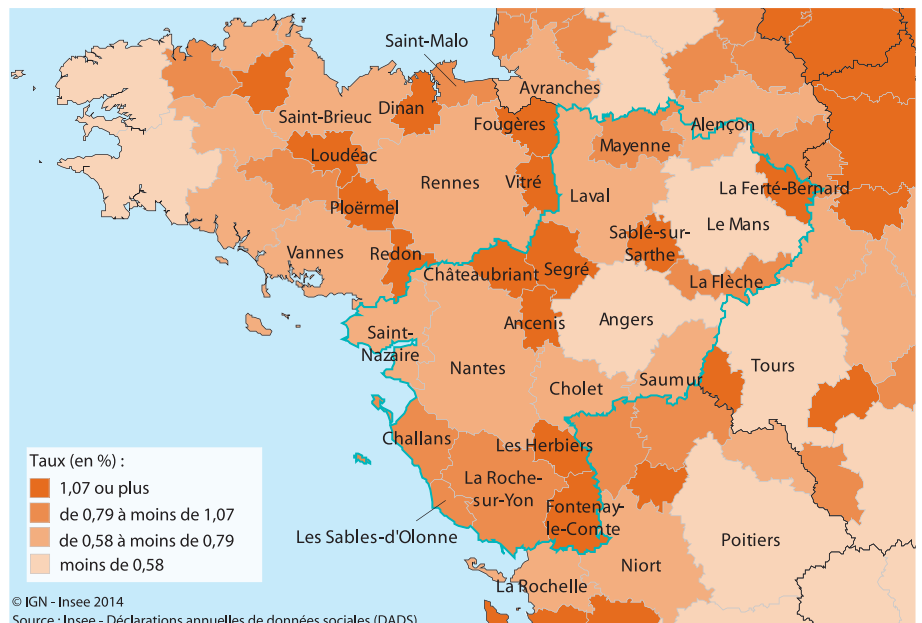 Saint-Malo
Avranches
Dinan
Saint-Brieuc
Fougères
Alençon
Mayenne
Loudéac
Rennes
Vitré
La Ferté-Bernard
Laval
Ploërmel
Le Mans
Sablé-sur-
Sarthe
Vannes
Redon
Châteaubriant
Segré
La Flèche
Ancenis
Angers
Saint-
Nazaire
Nantes
Tours
Cholet
Saumur
Challans
Les Herbiers
La Roche-
sur-Yon
Fontenay-
le-Comte
Les Sables-d'Olonne
Poitiers
Niort
La Rochelle
Taux (en %) :
1,07 ou plus
de 0,79 à moins de 1,07
de 0,58 à moins de 0,79
moins de 0,58
© IGN - Insee 2014
Source : Insee - Déclarations annuelles de données sociales (DADS)